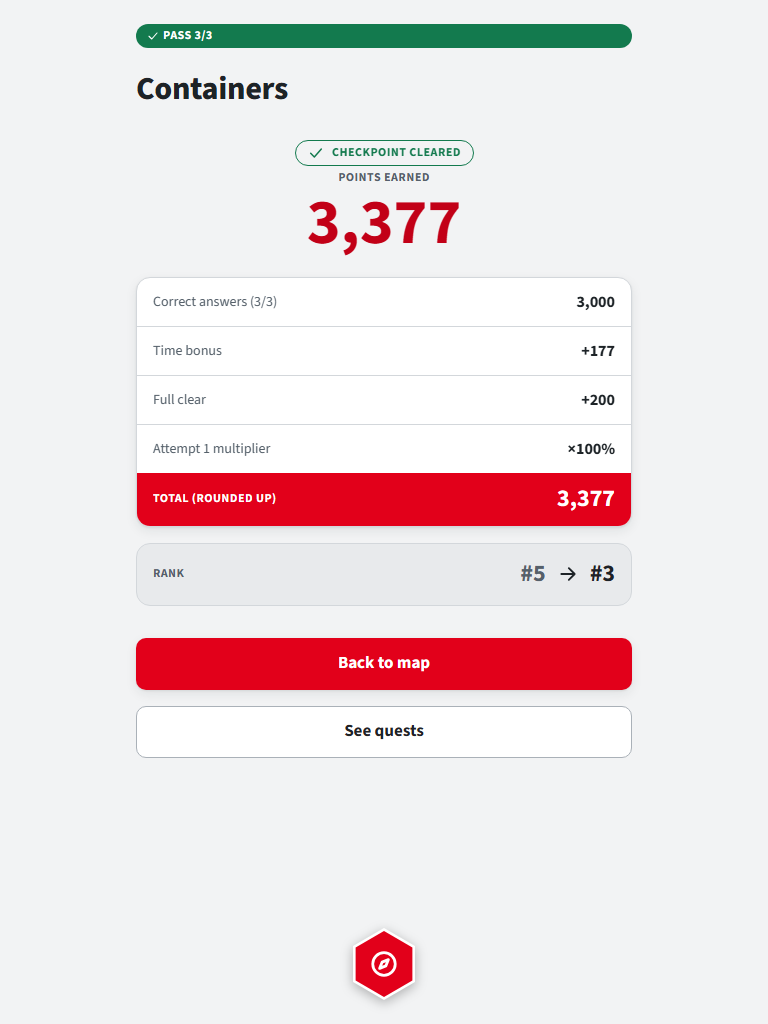 PASS 3/3
Containers
CHECKPOINT CLEARED
POINTS EARNED
3,377
Correct answers (3/3) 3,000
Time bonus +177
Full clear +200
Attempt 1 multiplier ×100%
TOTAL (ROUNDED UP) 3,377
RANK #5 → #3
Back to map
See quests